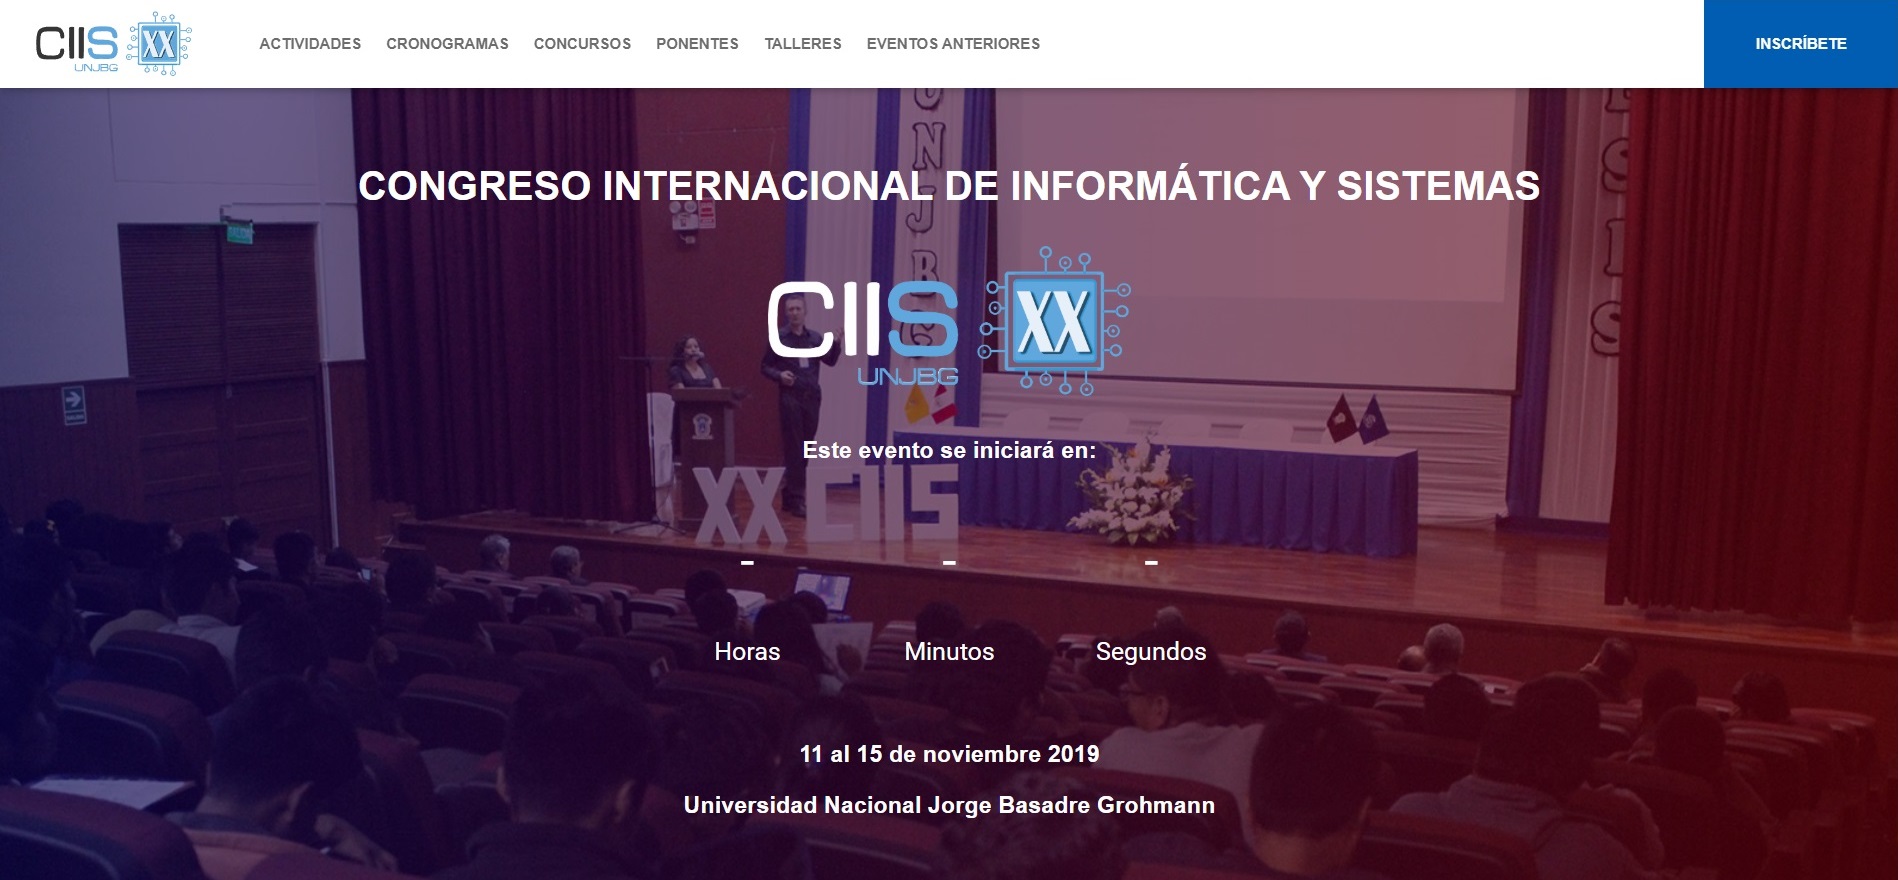 CIIS XX
UNJBG
ACTIVIDADES CRONOGRAMAS CONCURSOS PONENTES TALLERES EVENTOS ANTERIORES
INSCRÍBETE
CONGRESO INTERNACIONAL DE INFORMÁTICA Y SISTEMAS
CIIS XX
UNJBG
Este evento se iniciará en:
XX CIIS
- - -
Horas Minutos Segundos
11 al 15 de noviembre 2019
Universidad Nacional Jorge Basadre Grohmann